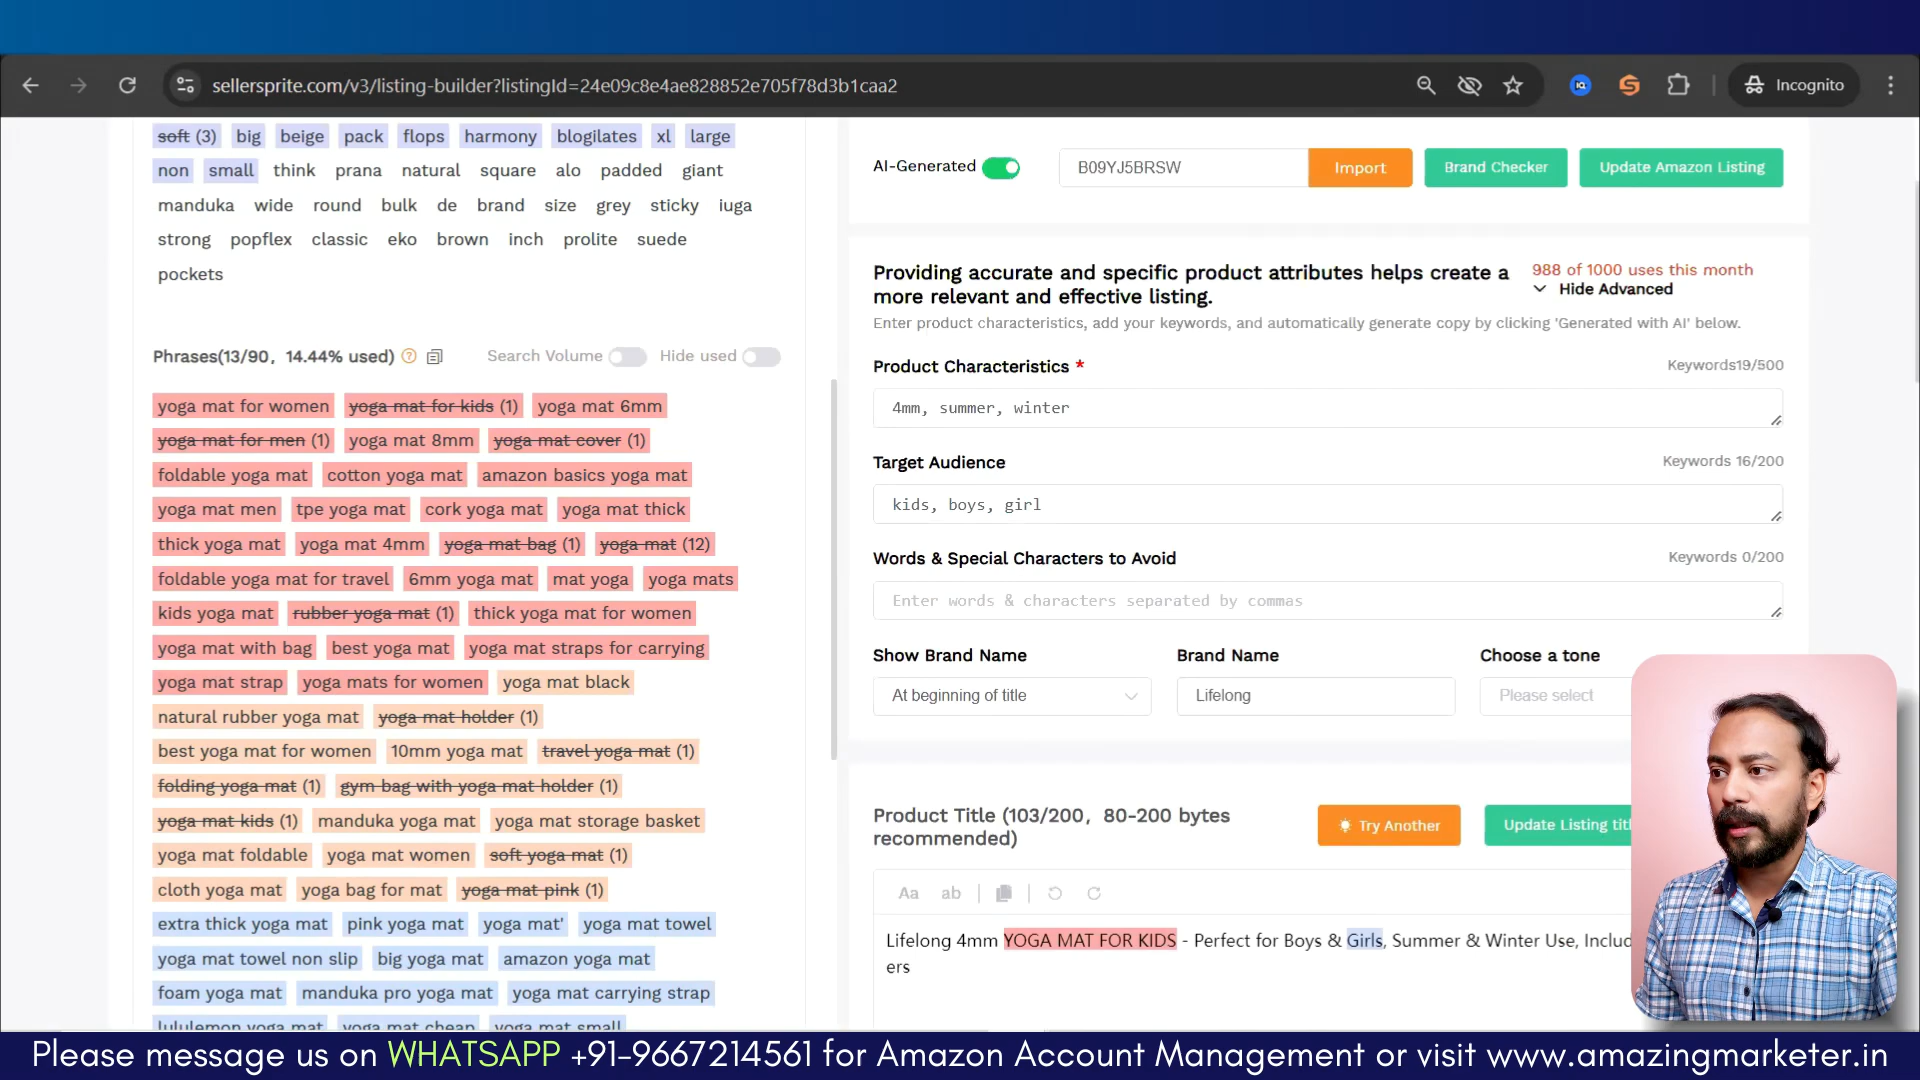 sellersprite.com/v3/listing-builder?listingId=24e09c8e4ae828852e705f78d3b1caa2
Incognito
soft (3) big beige pack flops harmony blogilates xl large
non small think prana natural square alo padded giant
manduka wide round bulk de brand size grey sticky iuga
strong popflex classic eko brown inch prolite suede
pockets
Phrases(13/90, 14.44% used) Search Volume Hide used
yoga mat for women yoga mat for kids (1) yoga mat 6mm
yoga mat for men (1) yoga mat 8mm yoga mat cover (1)
foldable yoga mat cotton yoga mat amazon basics yoga mat
yoga mat men tpe yoga mat cork yoga mat yoga mat thick
thick yoga mat yoga mat 4mm yoga mat bag (1) yoga mat (12)
foldable yoga mat for travel 6mm yoga mat mat yoga yoga mats
kids yoga mat rubber yoga mat (1) thick yoga mat for women
yoga mat with bag best yoga mat yoga mat straps for carrying
yoga mat strap yoga mats for women yoga mat black
natural rubber yoga mat yoga mat holder (1)
best yoga mat for women 10mm yoga mat travel yoga mat (1)
folding yoga mat (1) gym bag with yoga mat holder (1)
yoga mat kids (1) manduka yoga mat yoga mat storage basket
yoga mat foldable yoga mat women soft yoga mat (1)
cloth yoga mat yoga bag for mat yoga mat pink (1)
extra thick yoga mat pink yoga mat yoga mat' yoga mat towel
yoga mat towel non slip big yoga mat amazon yoga mat
foam yoga mat manduka pro yoga mat yoga mat carrying strap
lululemon yoga mat yoga mat cheap yoga mat small
AI-Generated B09YJ5BRSW Import Brand Checker Update Amazon Listing
Providing accurate and specific product attributes helps create a
more relevant and effective listing.
988 of 1000 uses this month
Hide Advanced
Enter product characteristics, add your keywords, and automatically generate copy by clicking 'Generated with AI' below.
Product Characteristics * Keywords19/500
4mm, summer, winter
Target Audience Keywords 16/200
kids, boys, girl
Words & Special Characters to Avoid Keywords 0/200
Enter words & characters separated by commas
Show Brand Name Brand Name Choose a tone
At beginning of title Lifelong Please select
Product Title (103/200, 80-200 bytes
recommended)
Try Another Update Listing titl
Aa ab
Lifelong 4mm YOGA MAT FOR KIDS - Perfect for Boys & Girls, Summer & Winter Use, Includ
ers
Please message us on WHATSAPP +91-9667214561 for Amazon Account Management or visit www.amazingmarketer.in